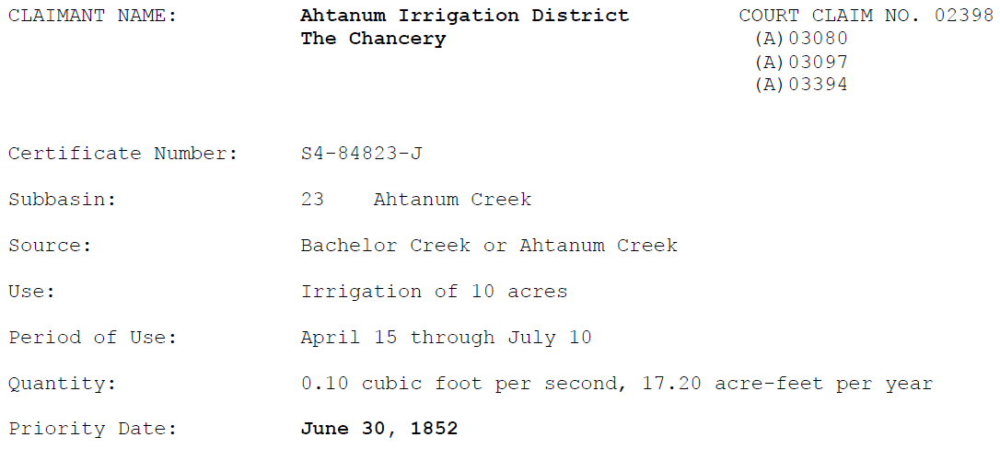 CLAIMANT NAME: Ahtanum Irrigation District COURT CLAIM NO. 02398
The Chancery (A)03080
(A)03097
(A)03394
Certificate Number: S4-84823-J
Subbasin: 23 Ahtanum Creek
Source: Bachelor Creek or Ahtanum Creek
Use: Irrigation of 10 acres
Period of Use: April 15 through July 10
Quantity: 0.10 cubic foot per second, 17.20 acre-feet per year
Priority Date: June 30, 1852